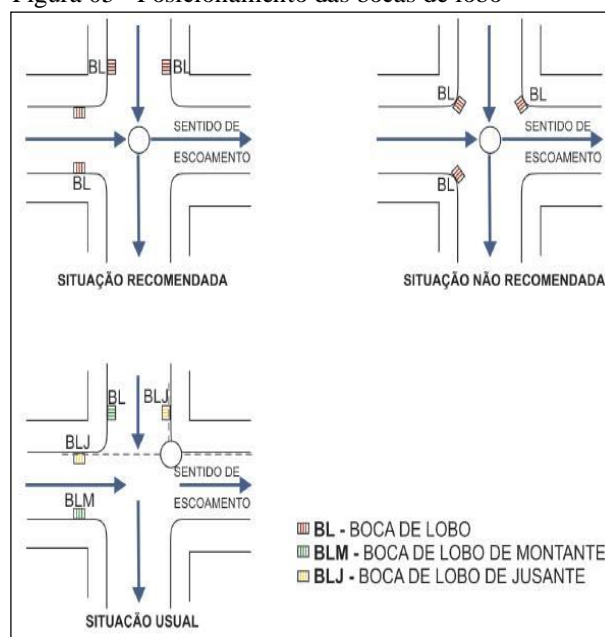 Figura 03 - Posicionamento das bocas de lobo
BL
BL
BL
SENTIDO DE
ESCOAMENTO
SITUAÇÃO RECOMENDADA
BL
BL
BL
SENTIDO DE
ESCOAMENTO
SITUAÇÃO NÃO RECOMENDADA
BL
BLJ
BLJ
BLM
SENTIDO DE
ESCOAMENTO
SITUAÇÃO USUAL
BL - BOCA DE LOBO
BLM - BOCA DE LOBO DE MONTANTE
BLJ - BOCA DE LOBO DE JUSANTE